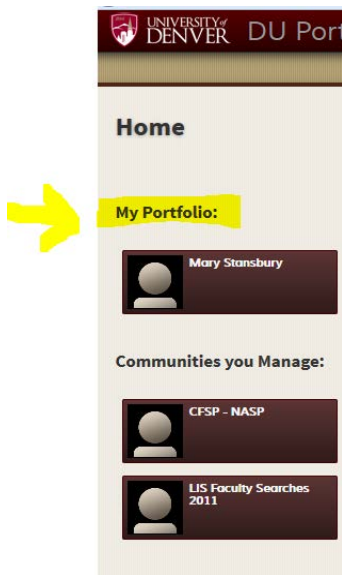 UNIVERSITY of
DENVER DU Port
Home
My Portfolio:
Mary Stansbury
Communities you Manage:
CFSP - NASP
LIS Faculty Searches
2011